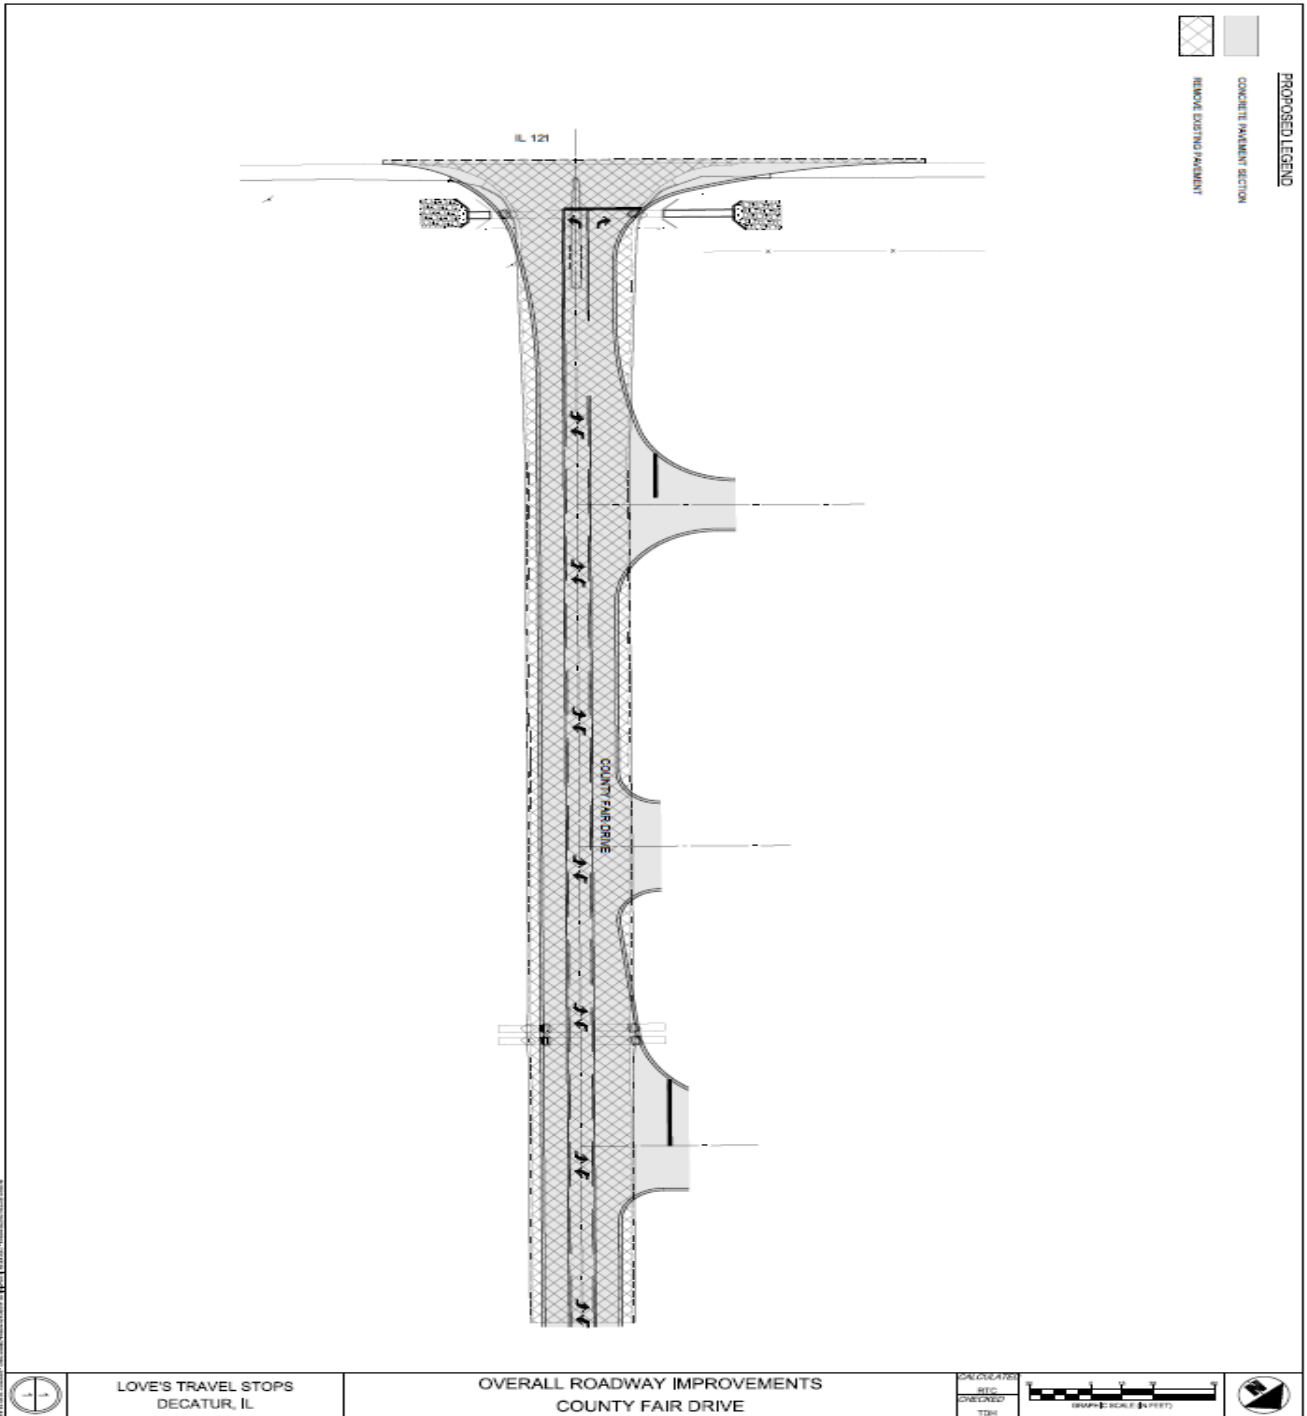 PROPOSED LEGEND
CONCRETE PAVEMENT SECTION
REMOVE EXISTING PAVEMENT
IL 121
COUNTY FAIR DRIVE
LOVE'S TRAVEL STOPS
DECATUR, IL
OVERALL ROADWAY IMPROVEMENTS
COUNTY FAIR DRIVE
CALCULATED
RTC
CHECKED
TDH
GRAPHIC SCALE (IN FEET)
N